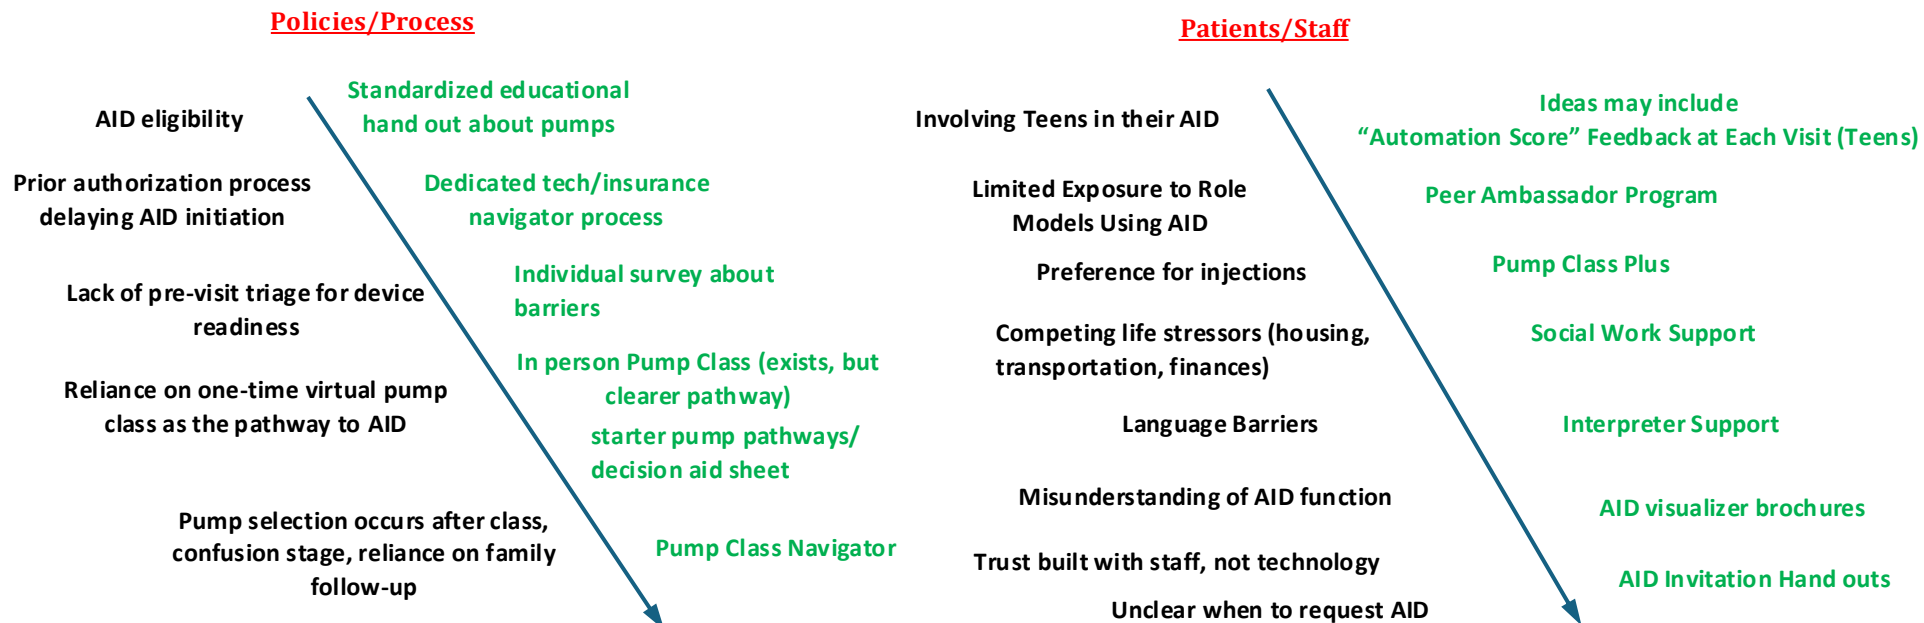 Policies/Process
AID eligibility
Prior authorization process
delaying AID initiation
Lack of pre-visit triage for device
readiness
Reliance on one-time virtual pump
class as the pathway to AID
Pump selection occurs after class,
confusion stage, reliance on family
follow-up
Standardized educational
hand out about pumps
Dedicated tech/insurance
navigator process
Individual survey about
barriers
In person Pump Class (exists, but
clearer pathway)
starter pump pathways/
decision aid sheet
Pump Class Navigator
Patients/Staff
Involving Teens in their AID
Limited Exposure to Role
Models Using AID
Preference for injections
Competing life stressors (housing,
transportation, finances)
Language Barriers
Misunderstanding of AID function
Trust built with staff, not technology
Unclear when to request AID
Ideas may include
“Automation Score” Feedback at Each Visit (Teens)
Peer Ambassador Program
Pump Class Plus
Social Work Support
Interpreter Support
AID visualizer brochures
AID Invitation Hand outs